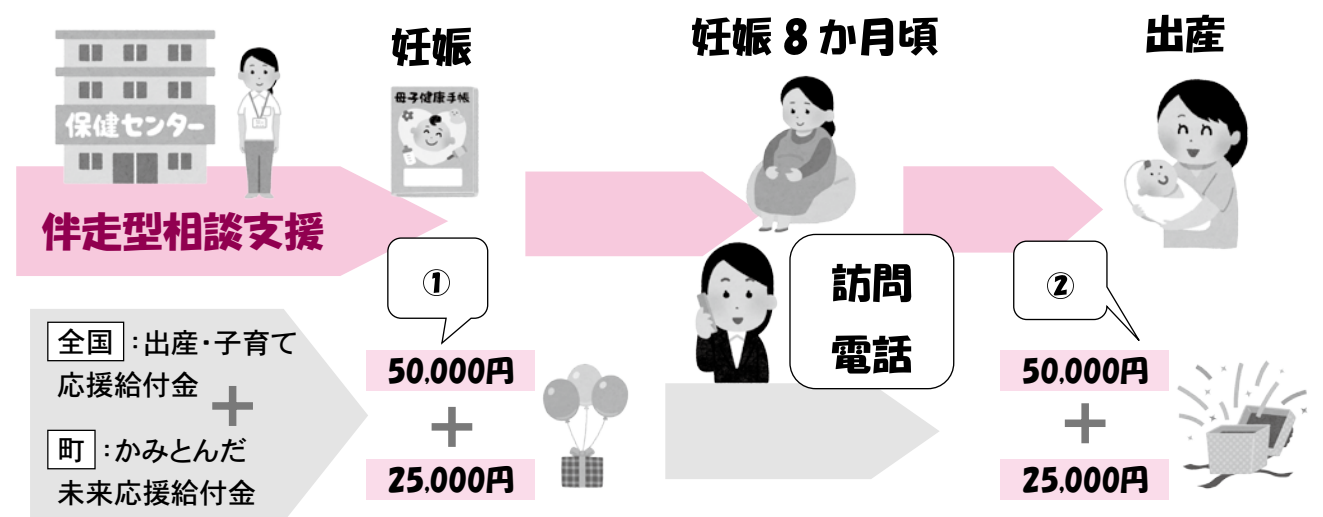 妊娠
妊娠8か月頃
出産
保健センター
母子健康手帳
伴走型相談支援
①
訪問
電話
②
全国:出産・子育て
応援給付金
+
町:かみとんだ
未来応援給付金
50,000円
+
25,000円
50,000円
+
25,000円